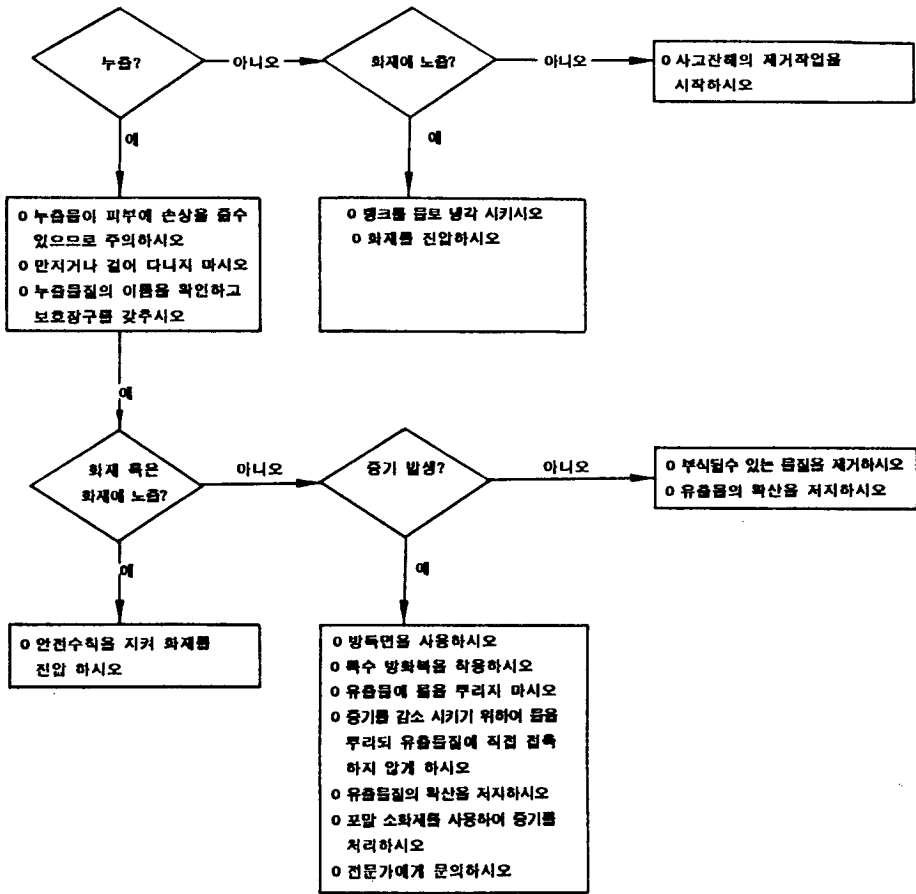 누출?
아니오
화재에 노출?
아니오
O 사고잔해의 제거작업을
시작하시오
예
예
O 누출물이 피부에 손상을 줄수
있으므로 주의하시오
O 만지거나 걸어 다니지 마시오
O 누출물질의 이름을 확인하고
보호장구를 갖추시오
O 탱크를 물로 냉각 시키시오
O 화재를 진압하시오
예
화재 혹은
화재에 노출?
아니오
증기 발생?
아니오
O 부식될수 있는 물질을 제거하시오
O 유출물의 확산을 저지하시오
예
예
O 안전수칙을 지켜 화재를
진압 하시오
O 방독면을 사용하시오
O 특수 방화복을 착용하시오
O 유출물에 물을 뿌리지 마시오
O 증기를 감소 시키기 위하여 물을
뿌리되 유출물질에 직접 접촉
하지 않게 하시오
O 유출물질의 확산을 저지하시오
O 포말 소화제를 사용하여 증기를
처리하시오
O 전문가에게 문의하시오